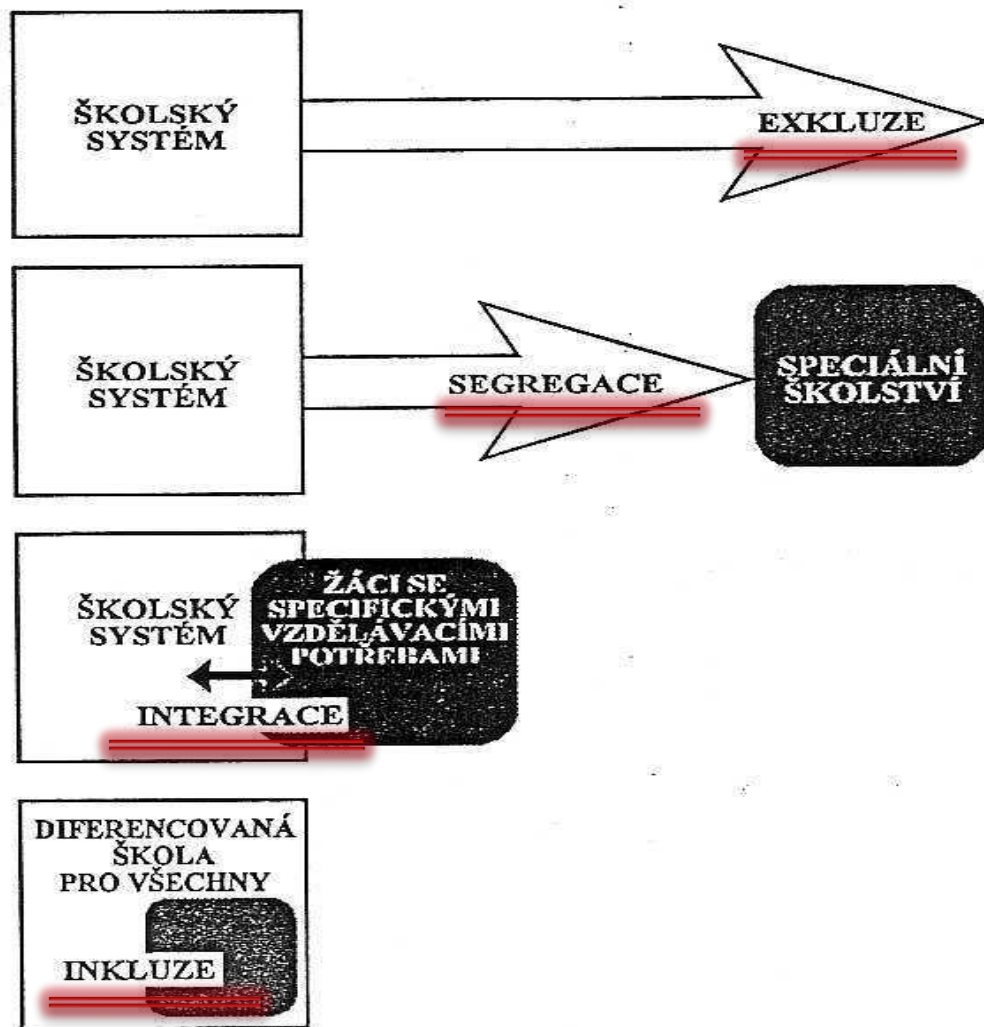 ŠKOLSKÝ
SYSTÉM
EXKLUZE
ŠKOLSKÝ
SYSTÉM
SEGREGACE
SPECIÁLNÍ
ŠKOLSTVÍ
ŠKOLSKÝ
SYSTÉM
ŽÁCI SE
SPECIFICKÝMI
VZDĚLÁVACÍMI
POTŘEBAMI
INTEGRACE
DIFERENCOVANÁ
ŠKOLA
PRO VŠECHNY
INKLUZE